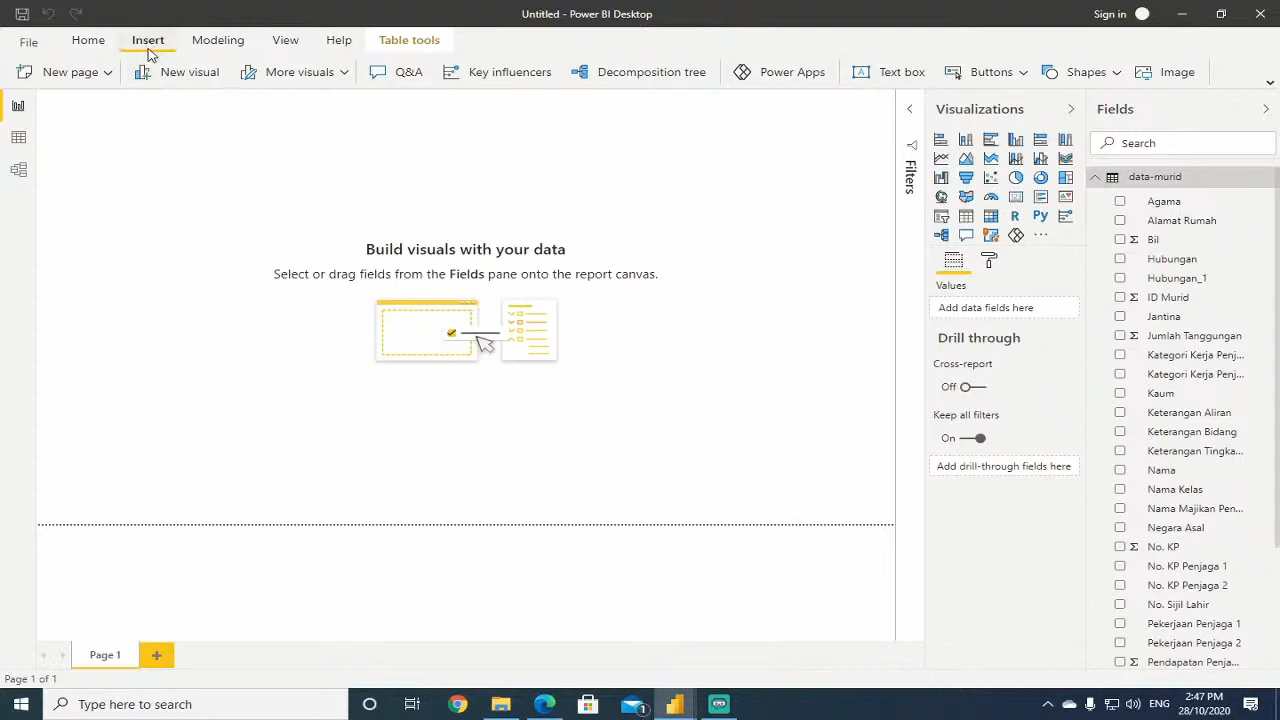 Untitled - Power BI Desktop
Sign in
File Home Insert Modeling View Help Table tools
New page New visual More visuals Q&A Key influencers Decomposition tree Power Apps Text box Buttons Shapes Image
Filters
Build visuals with your data
Select or drag fields from the Fields pane onto the report canvas.
Visualizations
R
Py
Values
Add data fields here
Drill through
Cross-report
Off
Keep all filters
On
Add drill-through fields here
Fields
Search
data-murid
Agama
Alamat Rumah
Σ Bil
Hubungan
Hubungan_1
Σ ID Murid
Jantina
Σ Jumlah Tanggungan
Kategori Kerja Penj...
Kategori Kerja Penj...
Kaum
Keterangan Aliran
Keterangan Bidang
Keterangan Tingka...
Nama
Nama Kelas
Nama Majikan Pen...
Negara Asal
Σ No. KP
No. KP Penjaga 1
No. KP Penjaga 2
No. Sijil Lahir
Pekerjaan Penjaga 1
Pekerjaan Penjaga 2
Σ Pendapatan Penja...
Page 1
Page 1 of 1
Type here to search
1
ENG
2:47 PM
28/10/2020